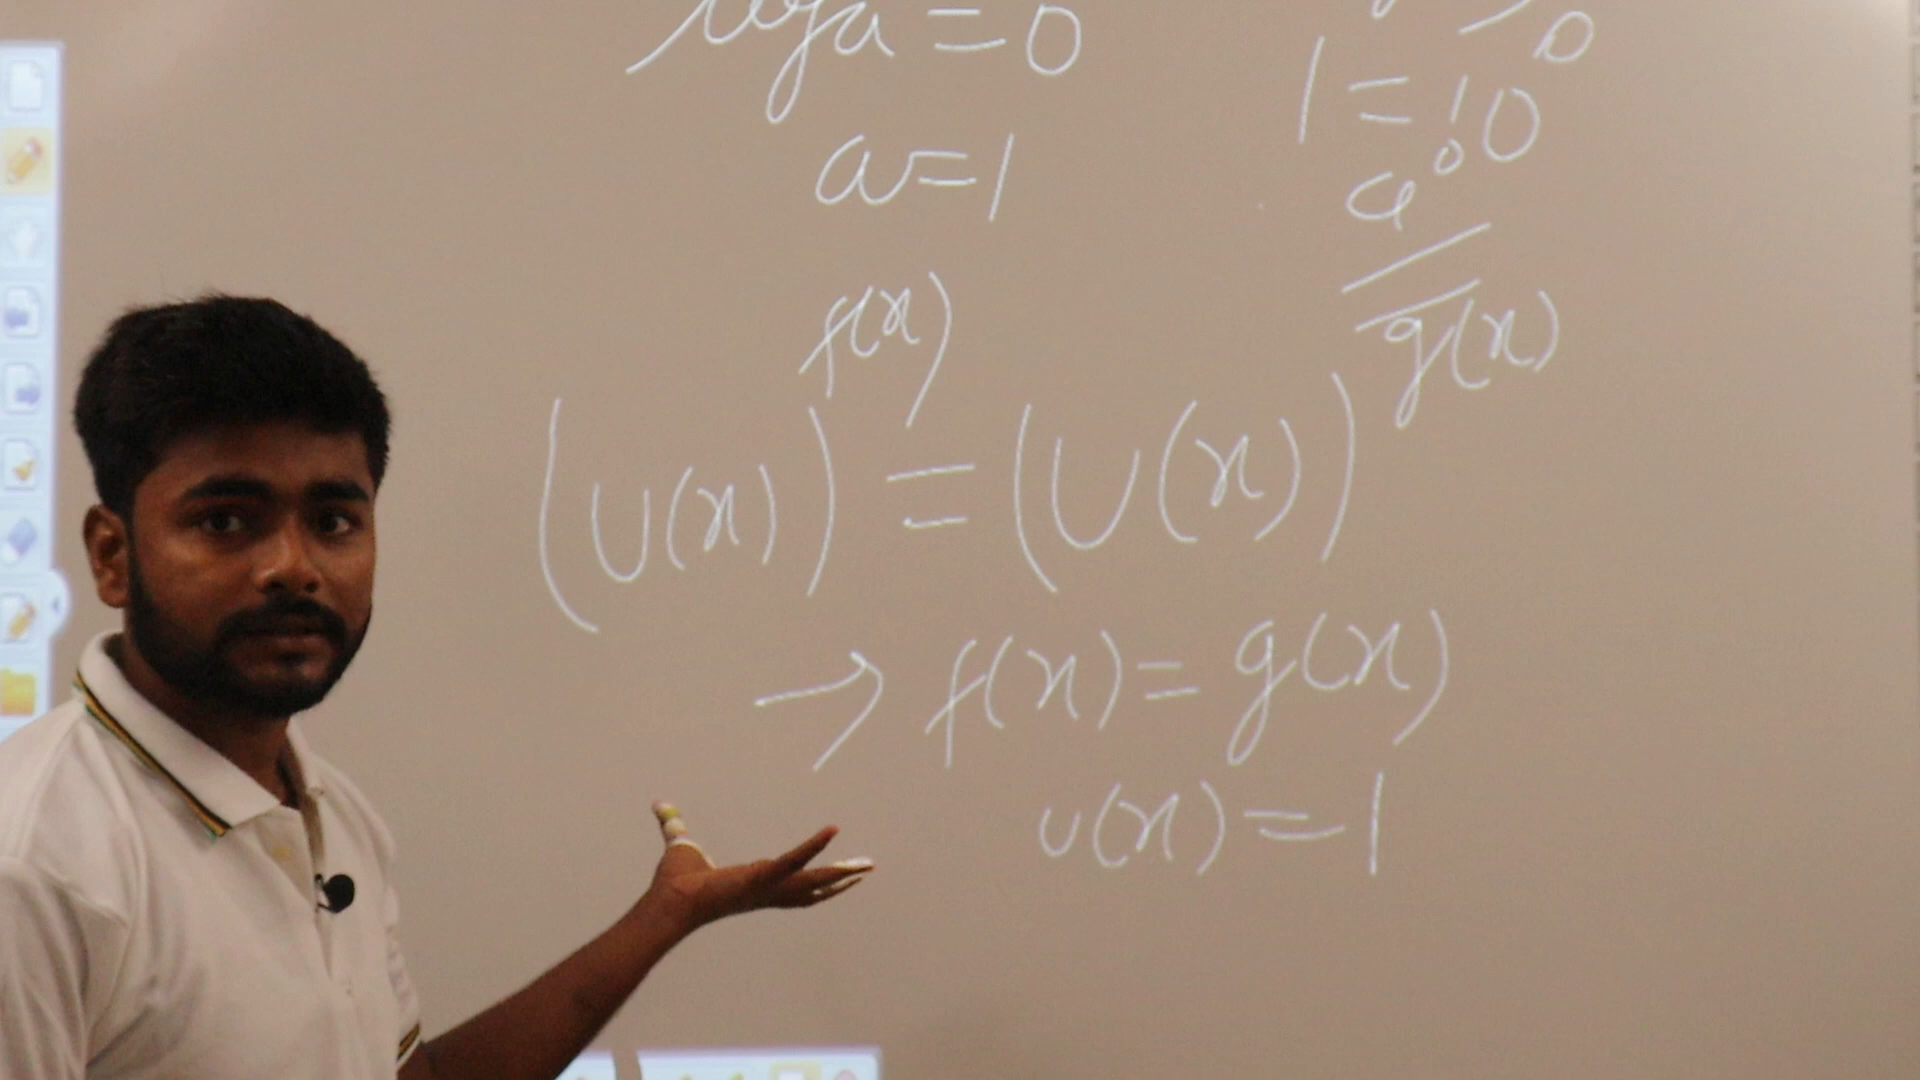 log a = 0
a = 1
1 = a⁰
(U(x))^f(x) = (U(x))^g(x)
→ f(x) = g(x)
u(x) = 1